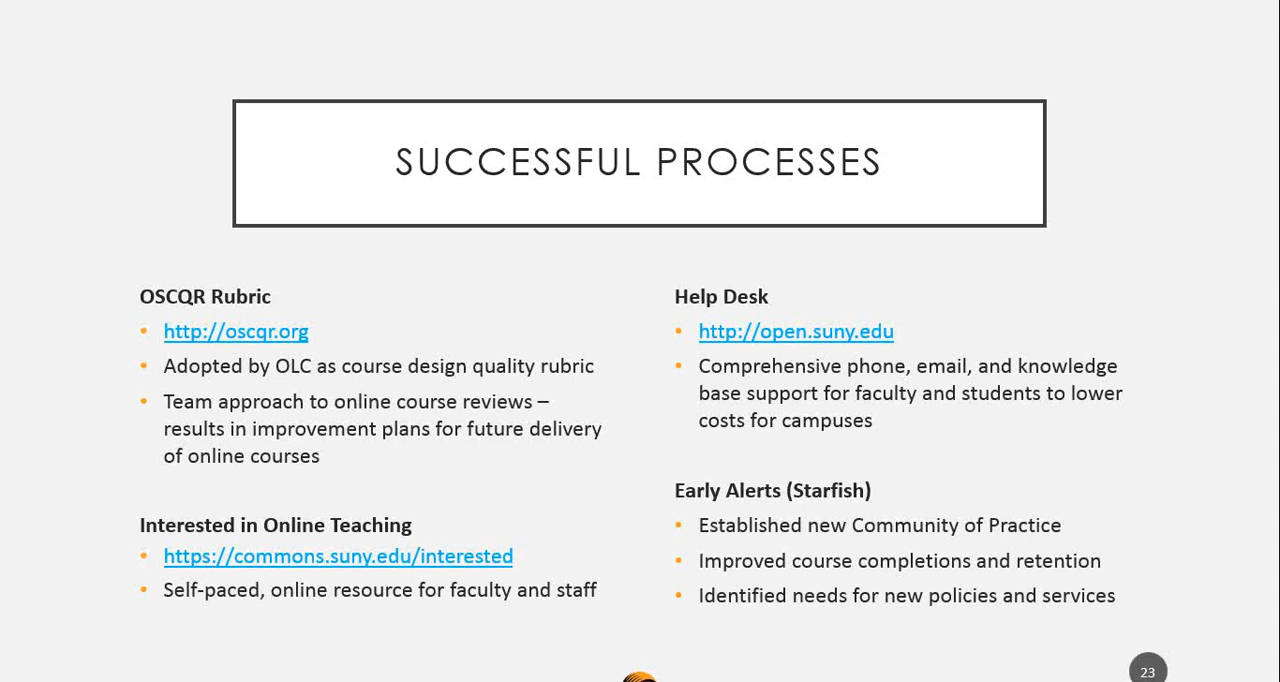 SUCCESSFUL PROCESSES
OSCQR Rubric
• http://oscqr.org
• Adopted by OLC as course design quality rubric
• Team approach to online course reviews –
results in improvement plans for future delivery
of online courses
Interested in Online Teaching
• https://commons.suny.edu/interested
• Self-paced, online resource for faculty and staff
Help Desk
• http://open.suny.edu
• Comprehensive phone, email, and knowledge
base support for faculty and students to lower
costs for campuses
Early Alerts (Starfish)
• Established new Community of Practice
• Improved course completions and retention
• Identified needs for new policies and services
23